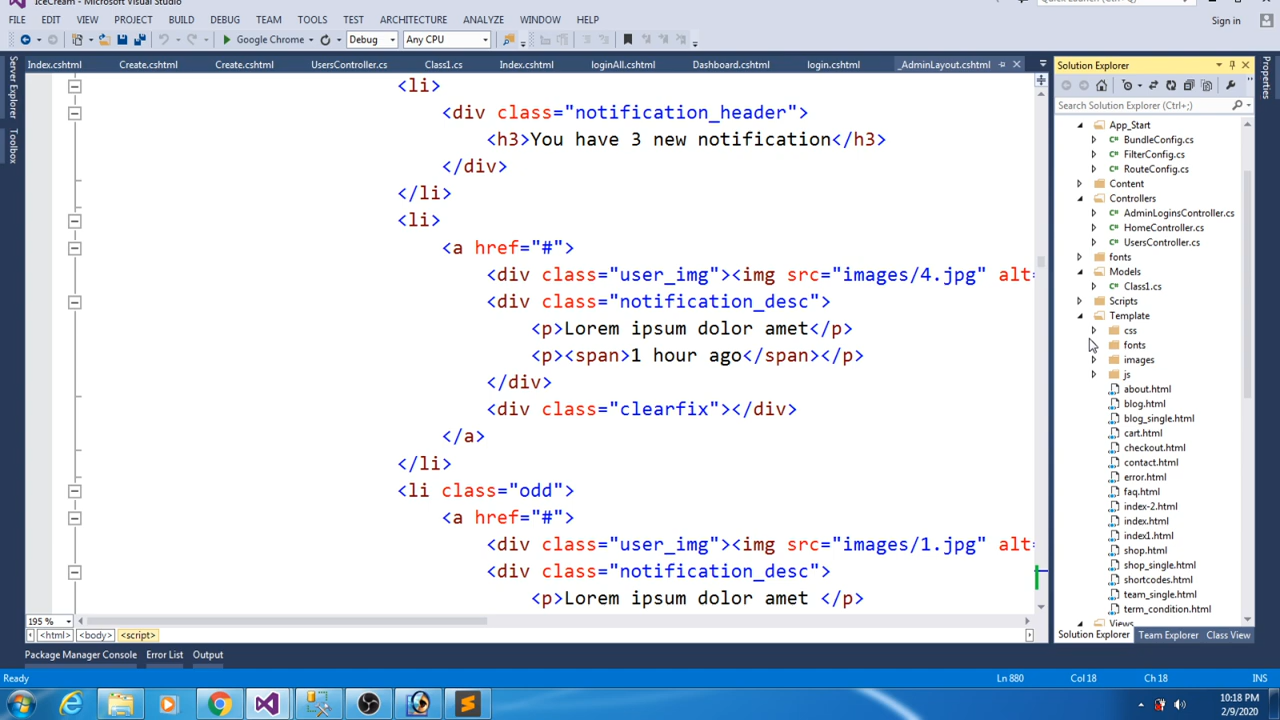 IceCream - Microsoft Visual Studio
Quick Launch (Ctrl+Q)
FILE EDIT VIEW PROJECT BUILD DEBUG TEAM TOOLS TEST ARCHITECTURE ANALYZE WINDOW HELP
Sign in
Google Chrome Debug Any CPU
Index.cshtml Create.cshtml Create.cshtml UsersController.cs Class1.cs Index.cshtml loginAll.cshtml Dashboard.cshtml login.cshtml _AdminLayout.cshtml
Server Explorer
Toolbox
<li>
<div class="notification_header">
<h3>You have 3 new notification</h3>
</div>
</li>
<li>
<a href="#">
<div class="user_img"><img src="images/4.jpg" alt=
<div class="notification_desc">
<p>Lorem ipsum dolor amet</p>
<p><span>1 hour ago</span></p>
</div>
<div class="clearfix"></div>
</a>
</li>
<li class="odd">
<a href="#">
<div class="user_img"><img src="images/1.jpg" alt=
<div class="notification_desc">
<p>Lorem ipsum dolor amet </p>
195 %
<html> <body> <script>
Package Manager Console Error List Output
Solution Explorer
Search Solution Explorer (Ctrl+;)
App_Start
BundleConfig.cs
FilterConfig.cs
RouteConfig.cs
Content
Controllers
AdminLoginsController.cs
HomeController.cs
UsersController.cs
fonts
Models
Class1.cs
Scripts
Template
css
fonts
images
js
about.html
blog.html
blog_single.html
cart.html
checkout.html
contact.html
error.html
faq.html
index-2.html
index.html
index1.html
shop.html
shop_single.html
shortcodes.html
team_single.html
term_condition.html
Views
Solution Explorer Team Explorer Class View
Properties
Ready Ln 880 Col 18 Ch 18 INS
10:18 PM
2/9/2020